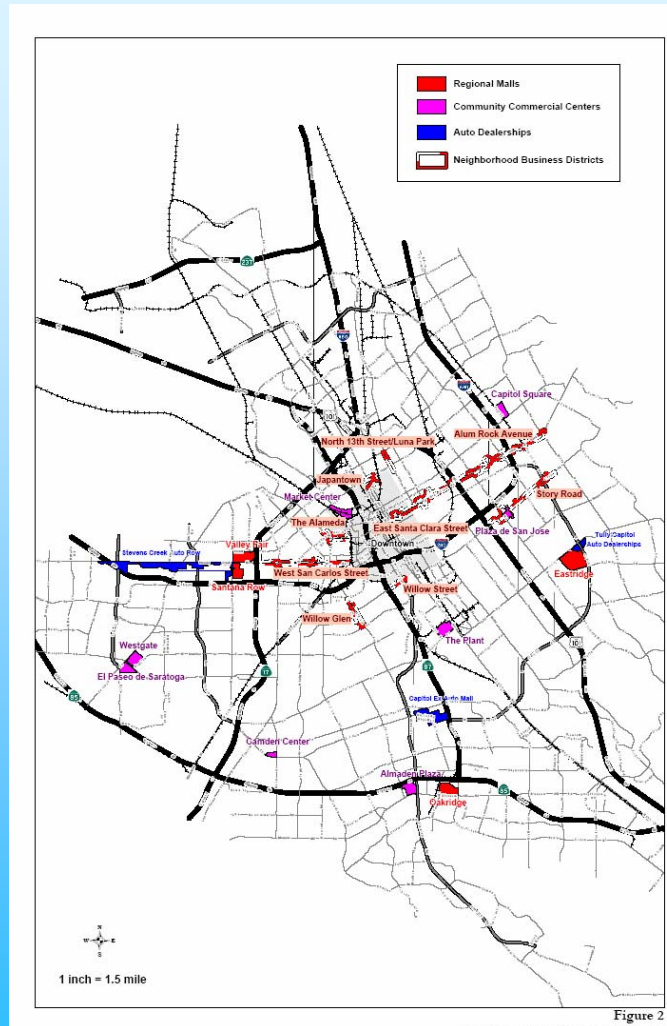 Regional Malls
Community Commercial Centers
Auto Dealerships
Neighborhood Business Districts
237
101
Capitol Square
North 13th Street/Luna Park
Alum Rock Avenue
Japantown
Story Road
Market Center
The Alameda
East Santa Clara Street
Plaza de San Jose
Tully Capitol
Auto Dealerships
Stevens Creek Auto Row
Valley Fair
Downtown
Eastridge
West San Carlos Street
Santana Row
Willow Street
Willow Glen
The Plant
Westgate
El Paseo de Saratoga
17
87
85
Capitol Ex Auto Mall
Camden Center
Almaden Plaza
Oakridge
85
N
W
E
S
1 inch = 1.5 mile
Figure 2